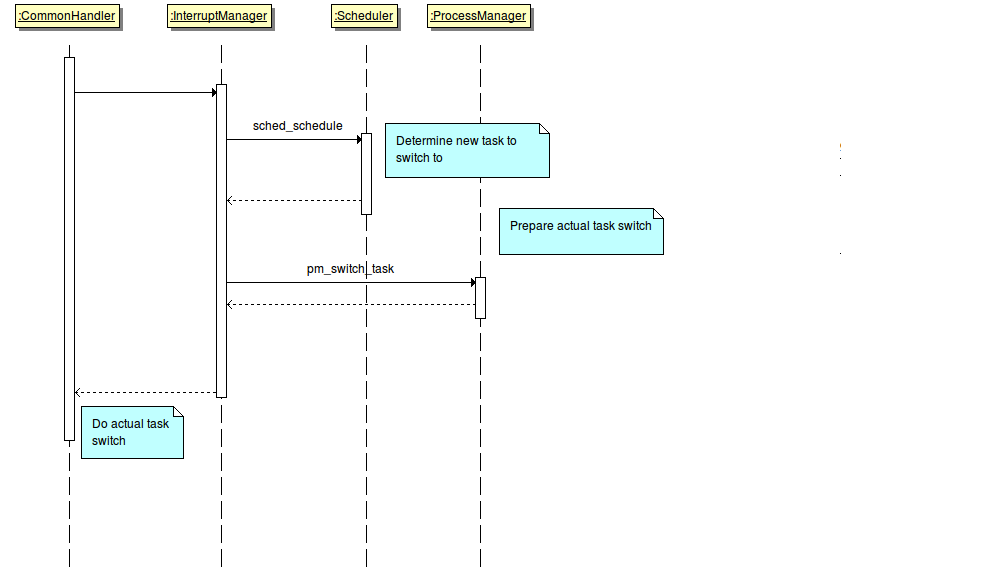 :CommonHandler
:InterruptManager
:Scheduler
:ProcessManager
sched_schedule
Determine new task to
switch to
Prepare actual task switch
pm_switch_task
Do actual task
switch